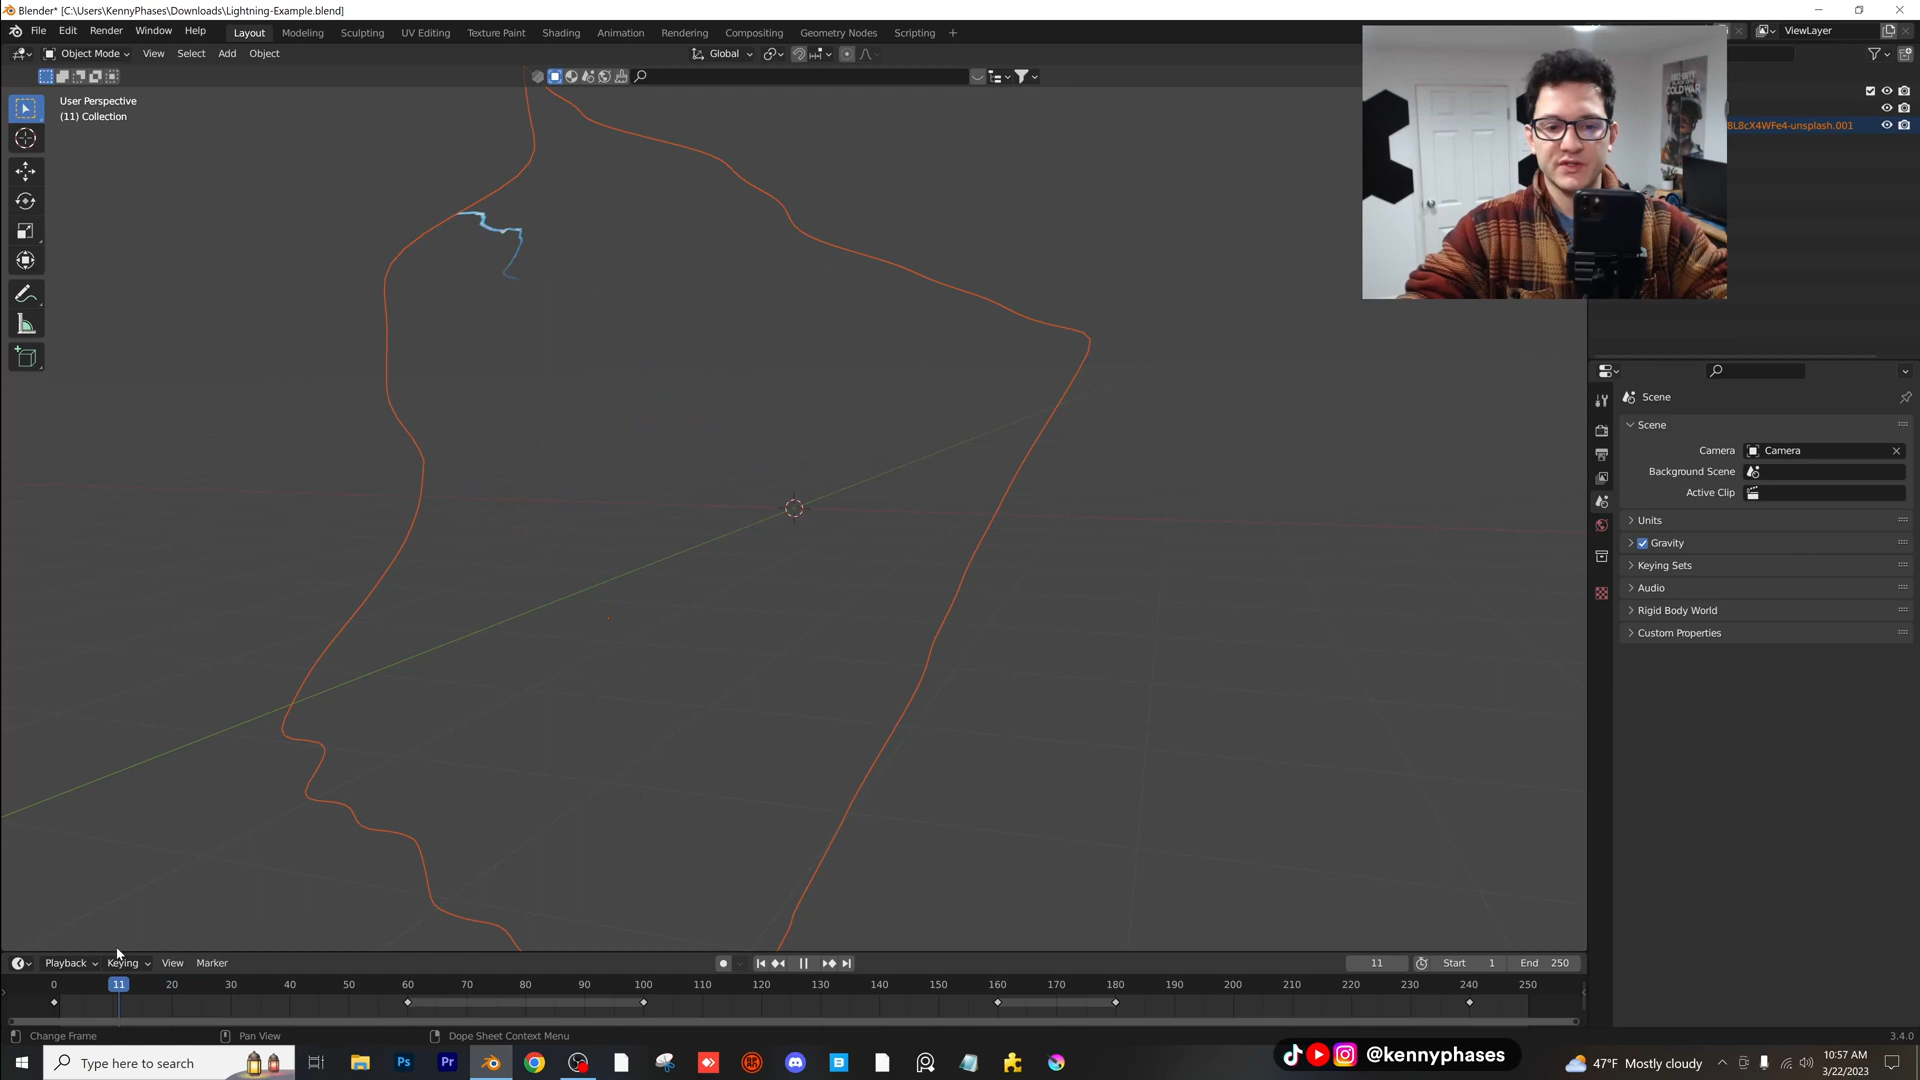 Blender* [C:\Users\KennyPhases\Downloads\Lightning-Example.blend]
File Edit Render Window Help Layout Modeling Sculpting UV Editing Texture Paint Shading Animation Rendering Compositing Geometry Nodes Scripting + ViewLayer
Object Mode View Select Add Object Global
User Perspective
(11) Collection
8L8cX4WFe4-unsplash.001
COLD WAR
Scene
Scene
Camera Camera
Background Scene
Active Clip
Units
Gravity
Keying Sets
Audio
Rigid Body World
Custom Properties
Playback Keying View Marker 11 Start 1 End 250
0 11 20 30 40 50 60 70 80 90 100 110 120 130 140 150 160 170 180 190 200 210 220 230 240 250
Change Frame Pan View Dope Sheet Context Menu 3.4.0
Type here to search Ps Pr @kennyphases 47°F Mostly cloudy 10:57 AM
3/22/2023